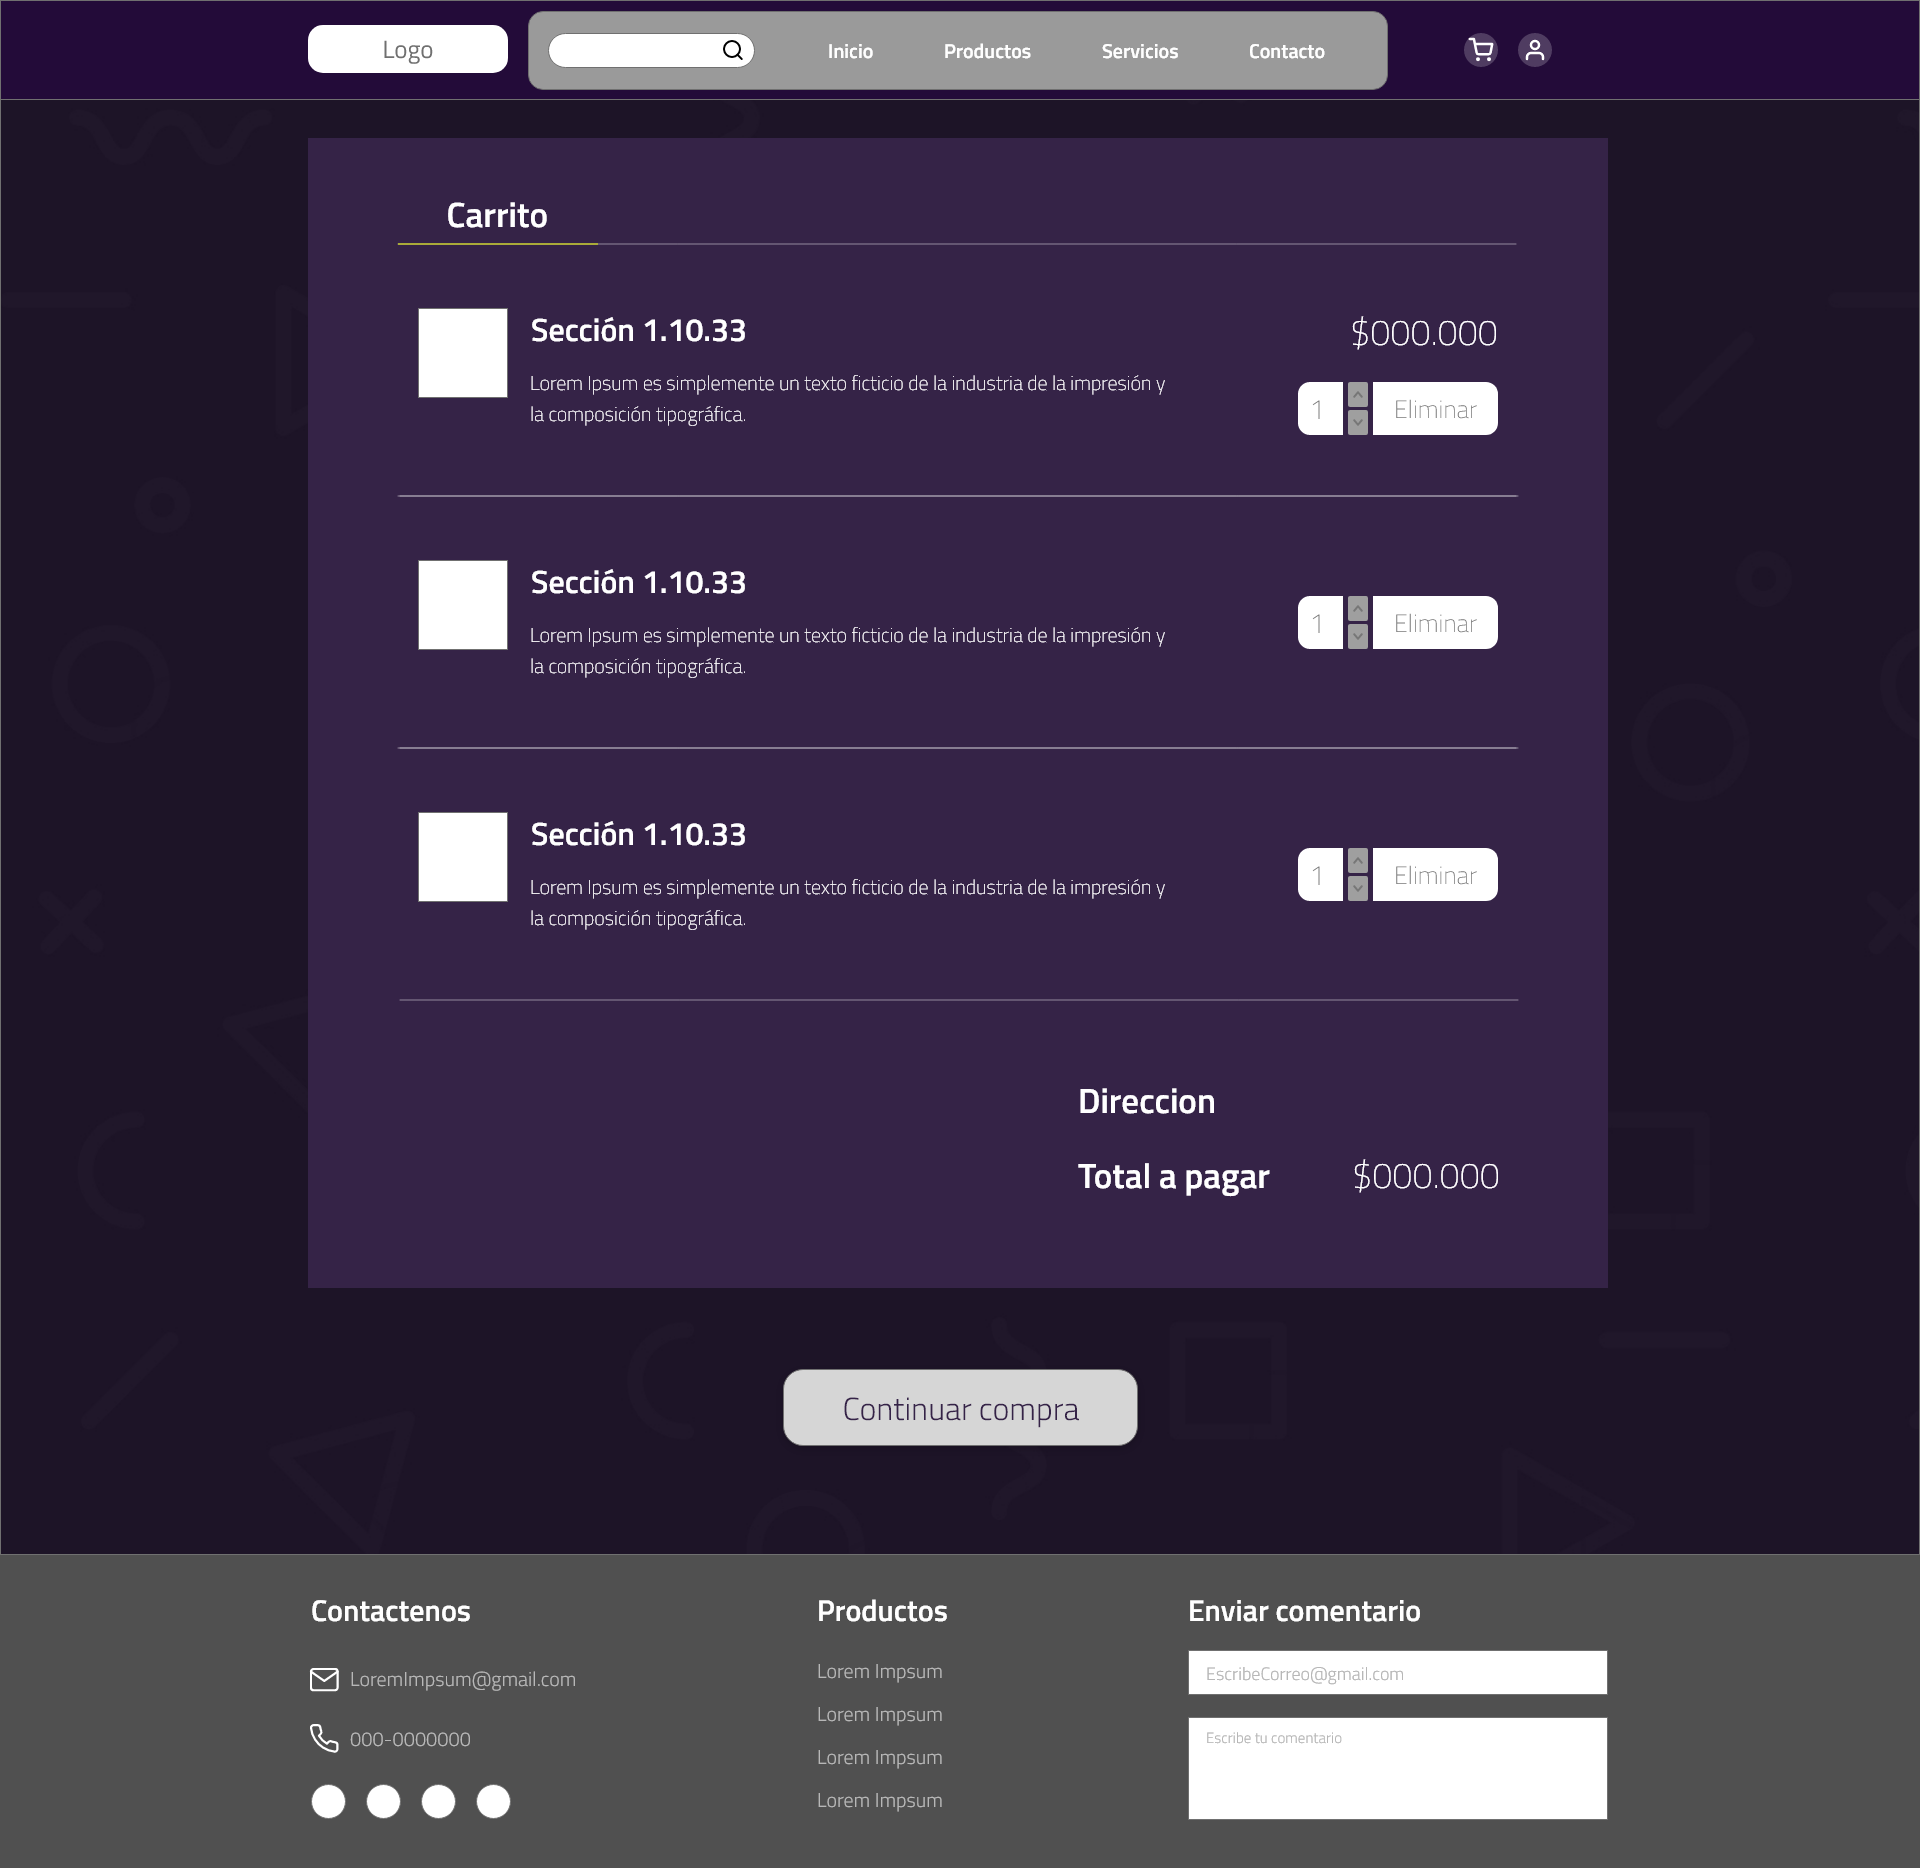 Logo
Inicio
Productos
Servicios
Contacto
Carrito
Sección 1.10.33
$000.000
Lorem Ipsum es simplemente un texto ficticio de la industria de la impresión y
la composición tipográfica.
1
Eliminar
Sección 1.10.33
Lorem Ipsum es simplemente un texto ficticio de la industria de la impresión y
la composición tipográfica.
1
Eliminar
Sección 1.10.33
Lorem Ipsum es simplemente un texto ficticio de la industria de la impresión y
la composición tipográfica.
1
Eliminar
Direccion
Total a pagar
$000.000
Continuar compra
Contactenos
LoremImpsum@gmail.com
000-0000000
Productos
Lorem Impsum
Lorem Impsum
Lorem Impsum
Lorem Impsum
Enviar comentario
EscribeCorreo@gmail.com
Escribe tu comentario